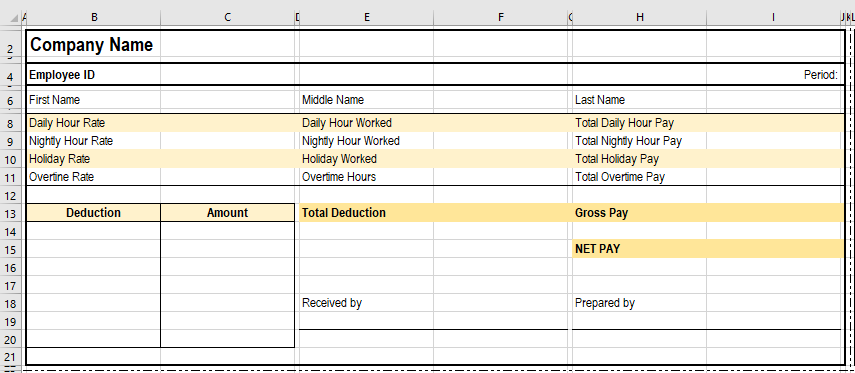 A B C D E F G H I J K L
2 Company Name
4 Employee ID Period:
6 First Name Middle Name Last Name
8 Daily Hour Rate Daily Hour Worked Total Daily Hour Pay
9 Nightly Hour Rate Nightly Hour Worked Total Nightly Hour Pay
10 Holiday Rate Holiday Worked Total Holiday Pay
11 Overtine Rate Overtime Hours Total Overtime Pay
12
13 Deduction Amount Total Deduction Gross Pay
14
15 NET PAY
16
17
18 Received by Prepared by
19
20
21